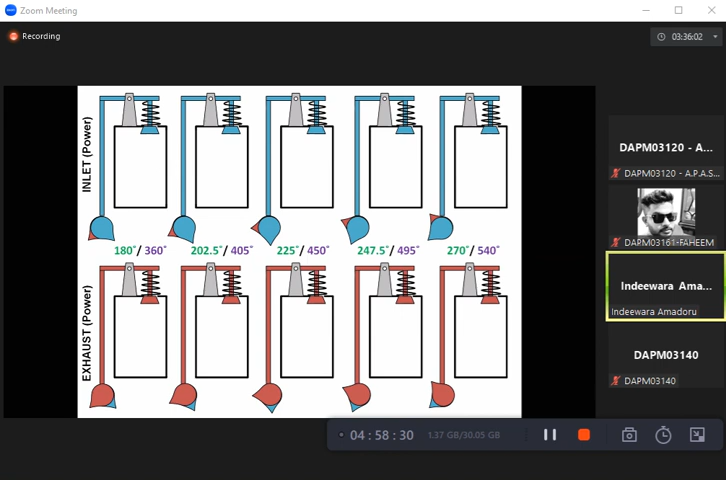 Zoom Meeting
Recording
03:36:02
INLET (Power)
180°/ 360° 202.5°/ 405° 225°/ 450° 247.5°/ 495° 270°/ 540°
EXHAUST (Power)
DAPM03120 - A...
DAPM03120 - A.P.A.S...
DARM03161-FAHEEM
Indeewara Ama...
Indeewara Amadoru
DAPM03140
DAPM03140
04:58:30 1.37 GB/30.05 GB